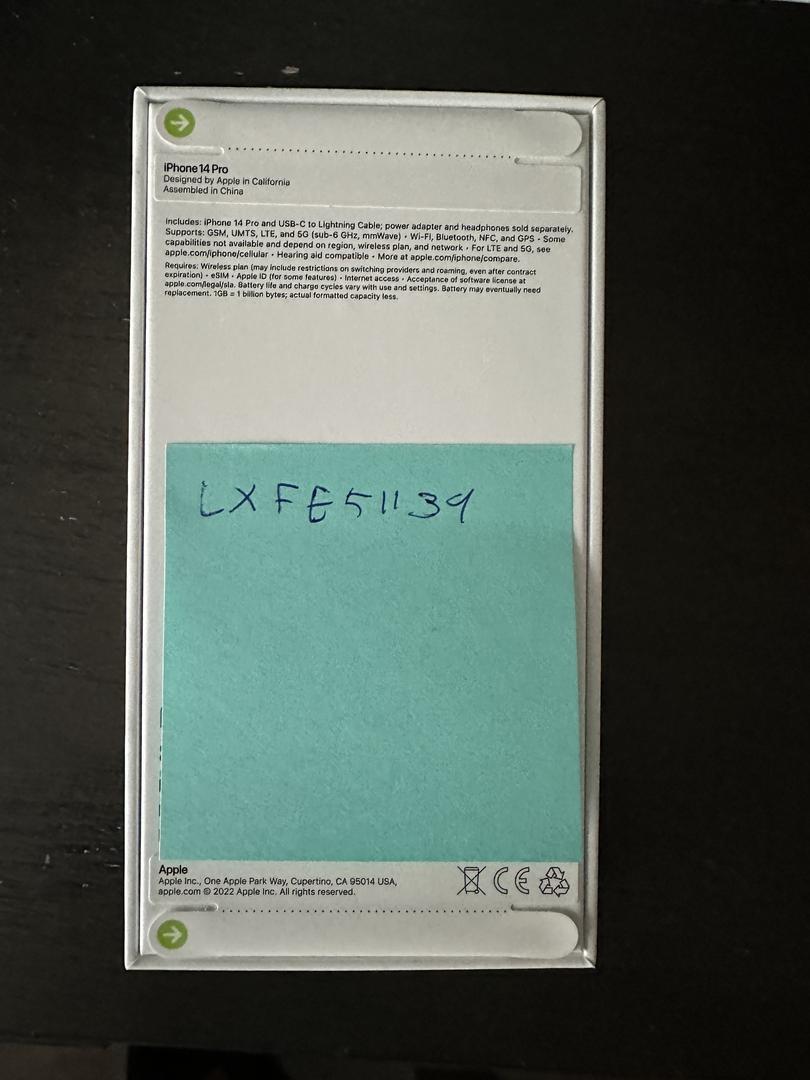 iPhone 14 Pro
Designed by Apple in California
Assembled in China
Includes: iPhone 14 Pro and USB-C to Lightning Cable; power adapter and headphones sold separately.
Supports: GSM, UMTS, LTE, and 5G (sub-6 GHz, mmWave) • Wi-Fi, Bluetooth, NFC, and GPS • Some
capabilities not available and depend on region, wireless plan, and network • For LTE and 5G, see
apple.com/iphone/cellular • Hearing aid compatible • More at apple.com/iphone/compare.
Requires: Wireless plan (may include restrictions on switching providers and roaming, even after contract
expiration) • eSIM • Apple ID (for some features) • Internet access • Acceptance of software license at
apple.com/legal/sla. Battery life and charge cycles vary with use and settings. Battery may eventually need
replacement. 1GB = 1 billion bytes; actual formatted capacity less.
LXFE51139
Apple
Apple Inc., One Apple Park Way, Cupertino, CA 95014 USA,
apple.com © 2022 Apple Inc. All rights reserved.
CE